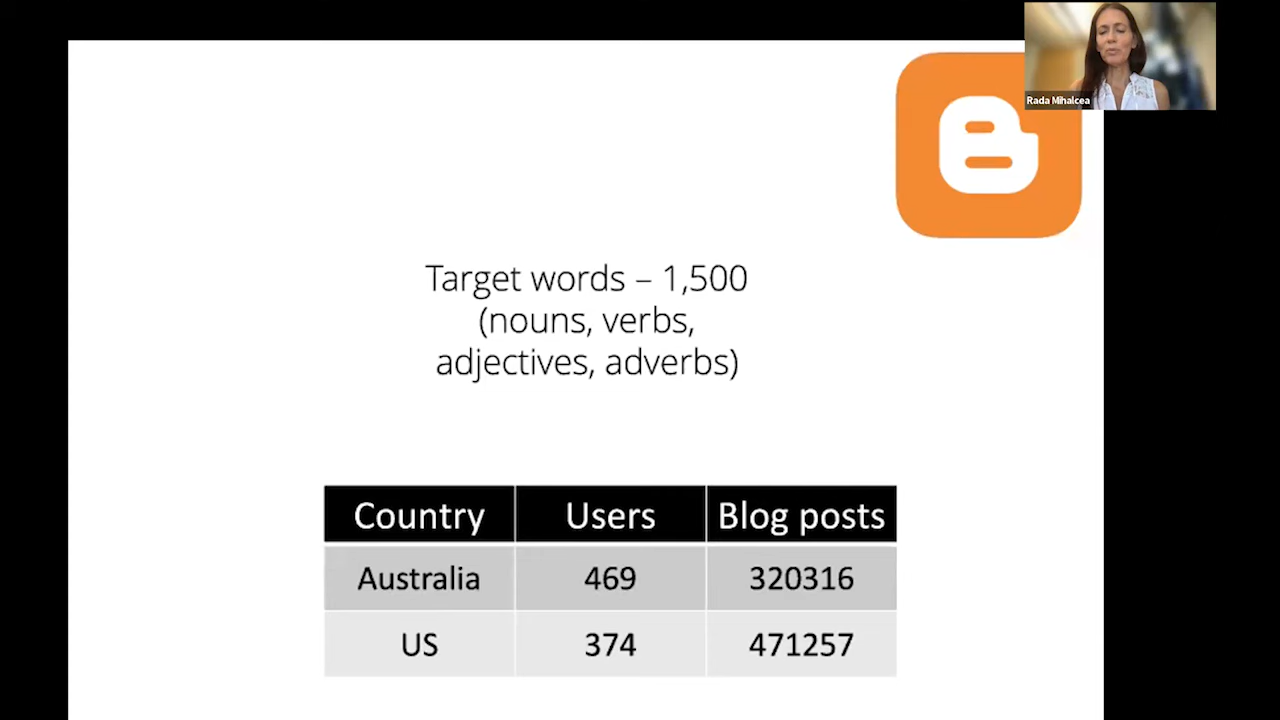 Rada Mihalcea
Target words – 1,500
(nouns, verbs,
adjectives, adverbs)
Country Users Blog posts
Australia 469 320316
US 374 471257